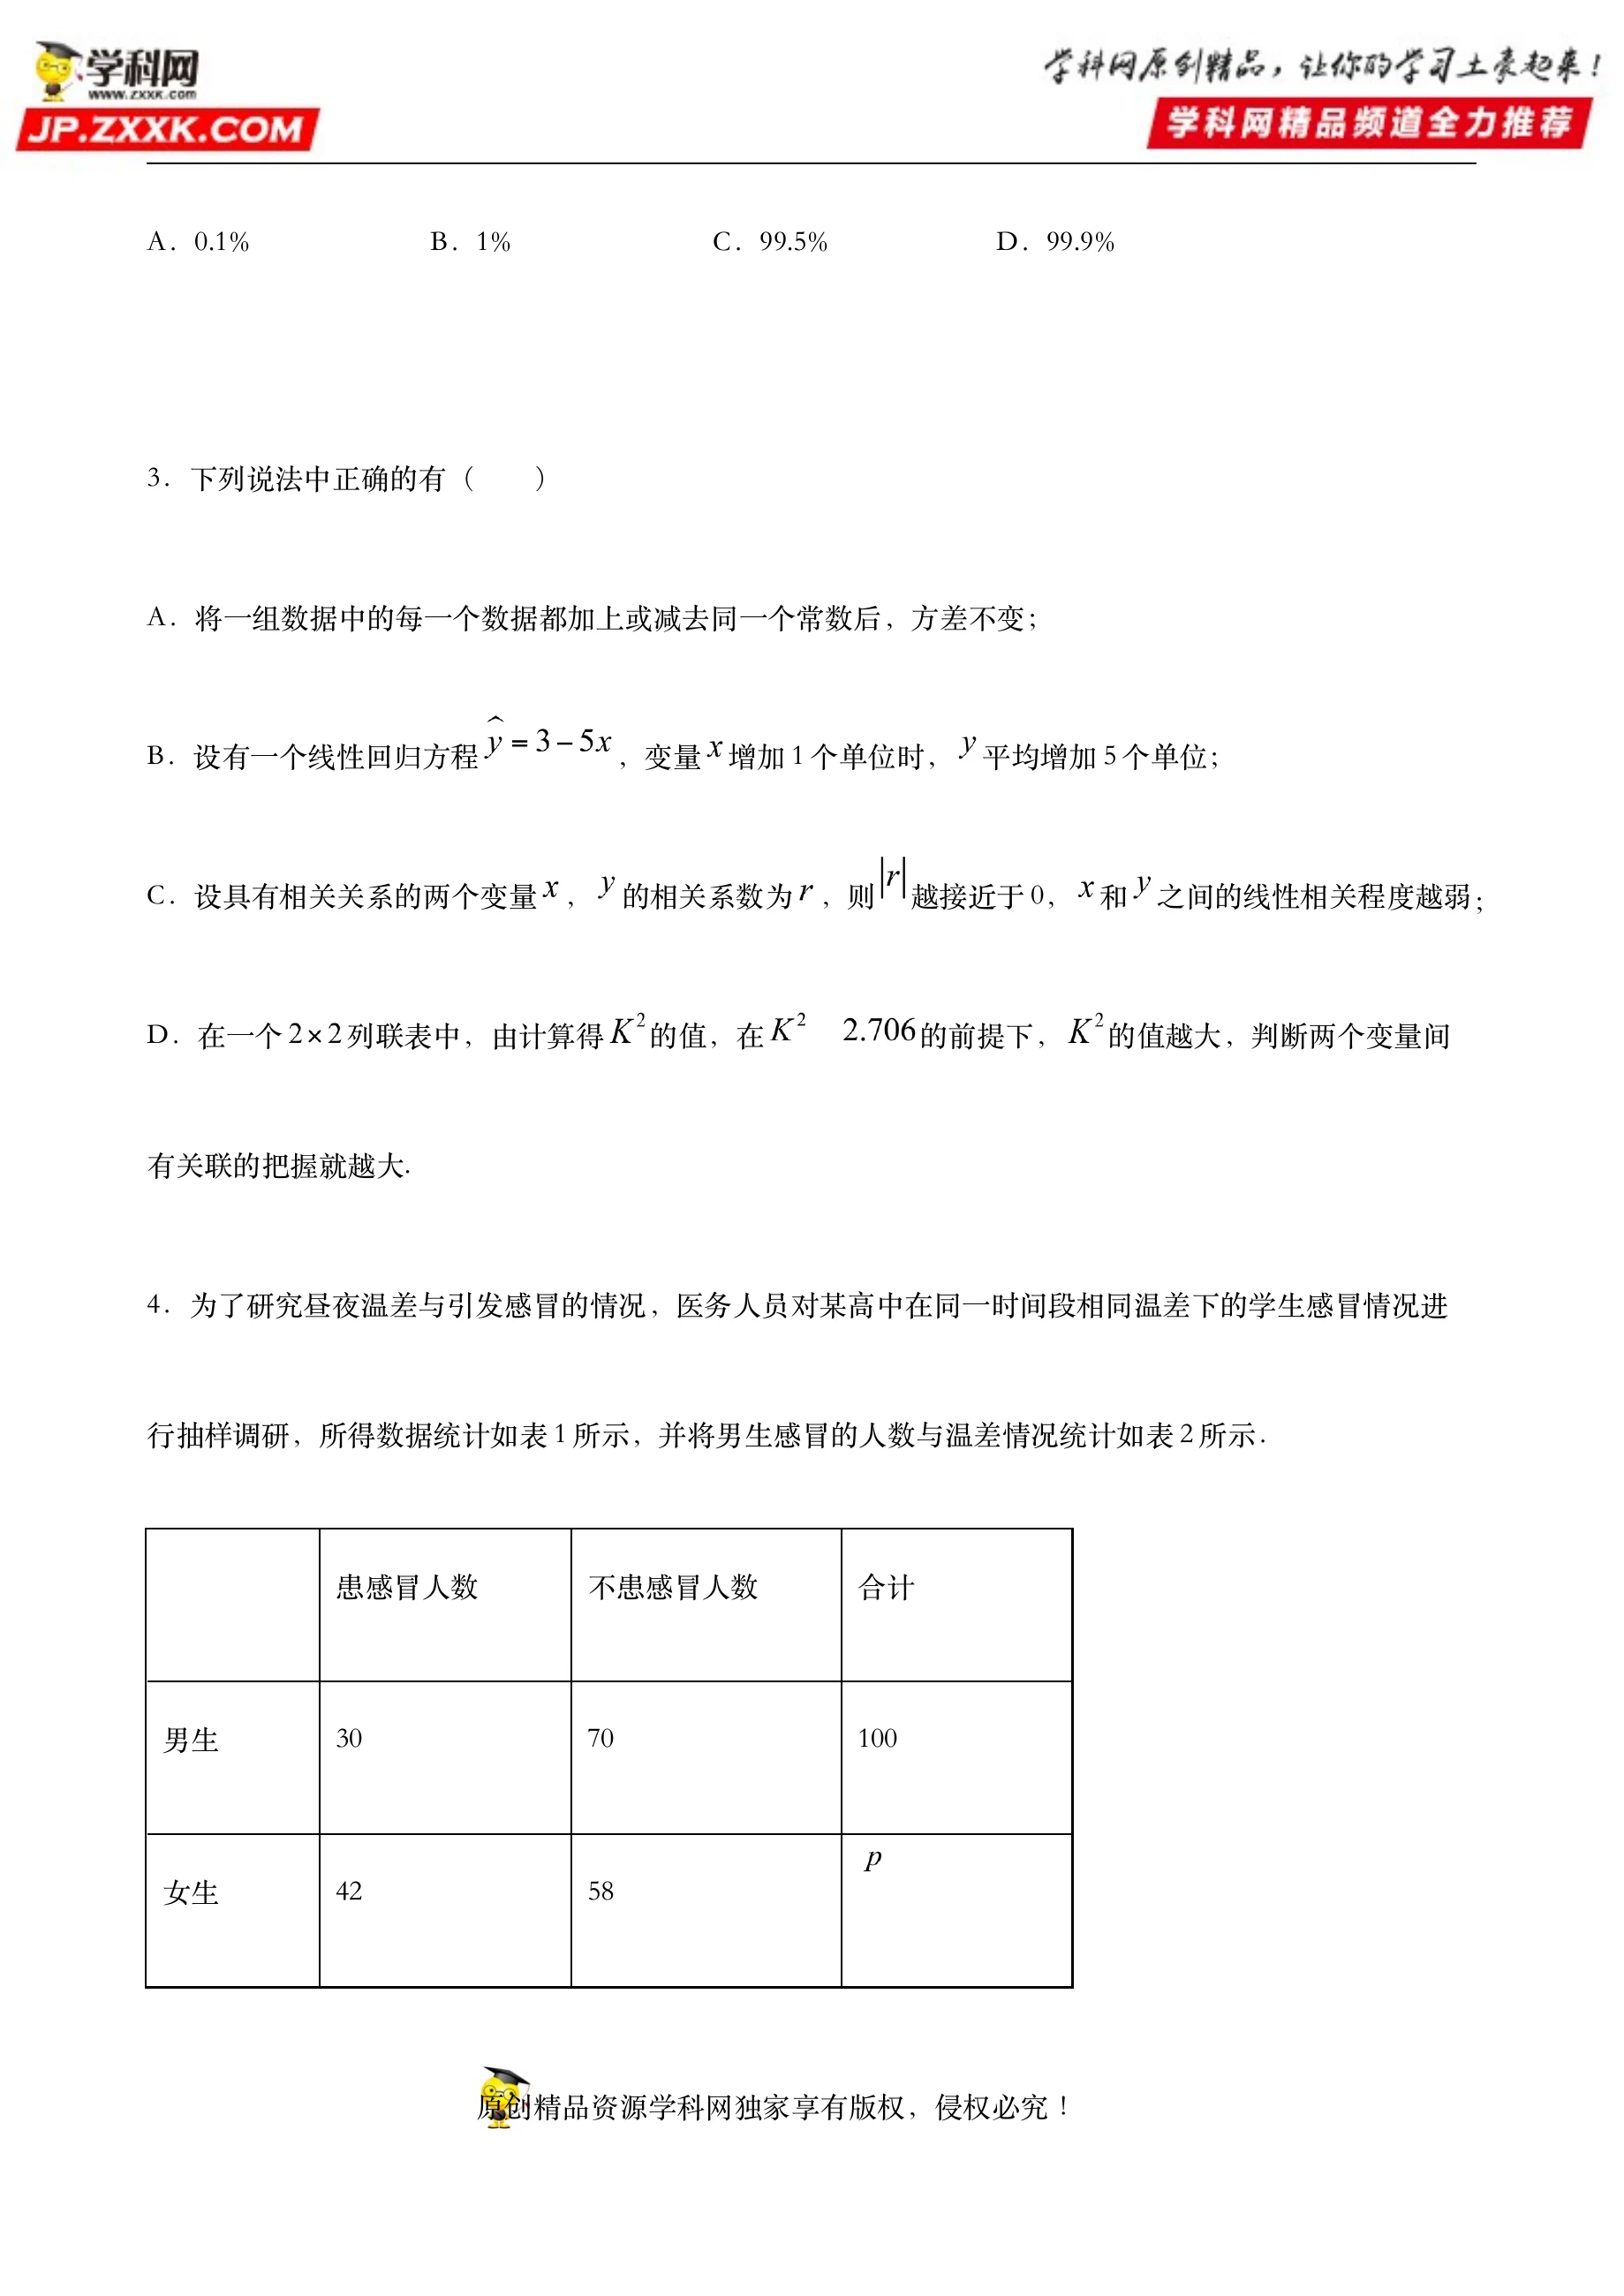 学科网
www.zxxk.com
JP.ZXXK.COM
学科网原创精品，让你的学习土豪起来！
学科网精品频道全力推荐
A．0.1% B．1% C．99.5% D．99.9%
3．下列说法中正确的有（ ）
A．将一组数据中的每一个数据都加上或减去同一个常数后，方差不变；
B．设有一个线性回归方程 ŷ = 3 − 5x，变量 x 增加 1 个单位时， y 平均增加 5 个单位；
C．设具有相关关系的两个变量 x， y 的相关系数为 r，则 |r| 越接近于 0， x 和 y 之间的线性相关程度越弱；
D．在一个 2×2 列联表中，由计算得 K² 的值，在 K² 2.706 的前提下， K² 的值越大，判断两个变量间
有关联的把握就越大.
4．为了研究昼夜温差与引发感冒的情况，医务人员对某高中在同一时间段相同温差下的学生感冒情况进
行抽样调研，所得数据统计如表 1 所示，并将男生感冒的人数与温差情况统计如表 2 所示．
患感冒人数 不患感冒人数 合计
男生 30 70 100
女生 42 58 p
原创精品资源学科网独家享有版权，侵权必究！